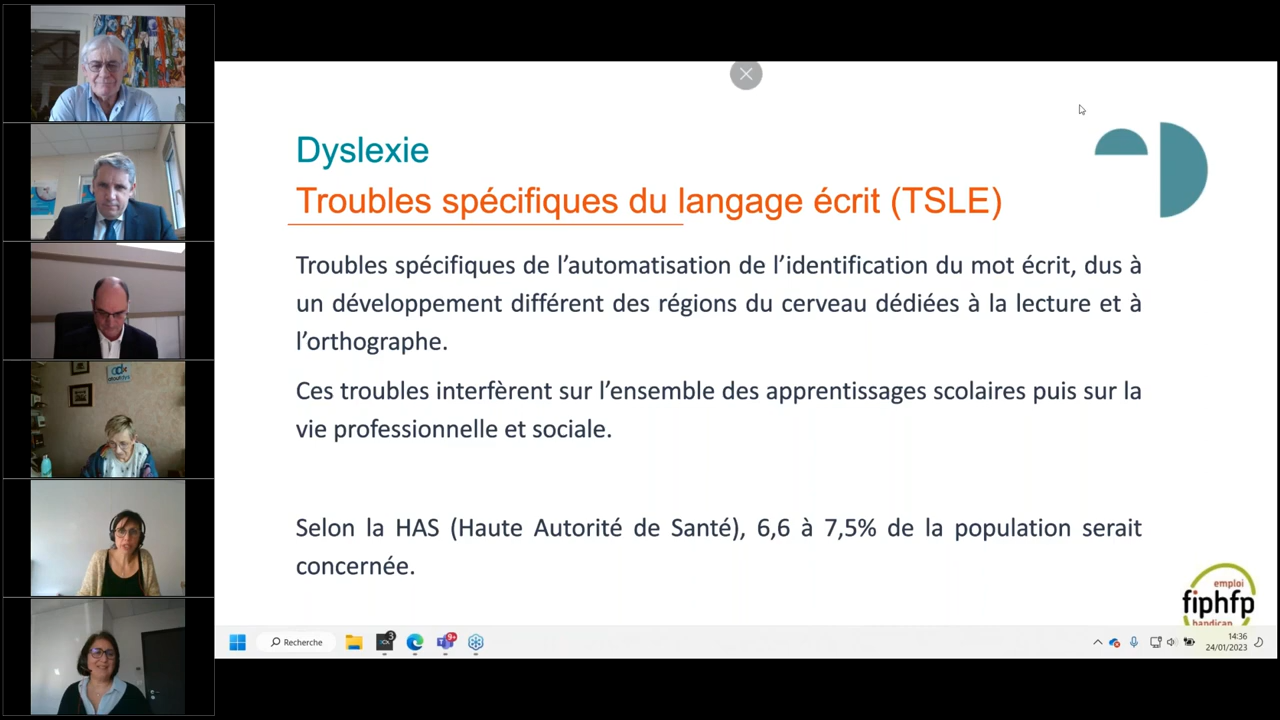 Dyslexie
Troubles spécifiques du langage écrit (TSLE)
Troubles spécifiques de l’automatisation de l’identification du mot écrit, dus à
un développement différent des régions du cerveau dédiées à la lecture et à
l’orthographe.
Ces troubles interfèrent sur l’ensemble des apprentissages scolaires puis sur la
vie professionnelle et sociale.
Selon la HAS (Haute Autorité de Santé), 6,6 à 7,5% de la population serait
concernée.
emploi
fiphfp
handicap
Recherche
3
9+
14:36
24/01/2023